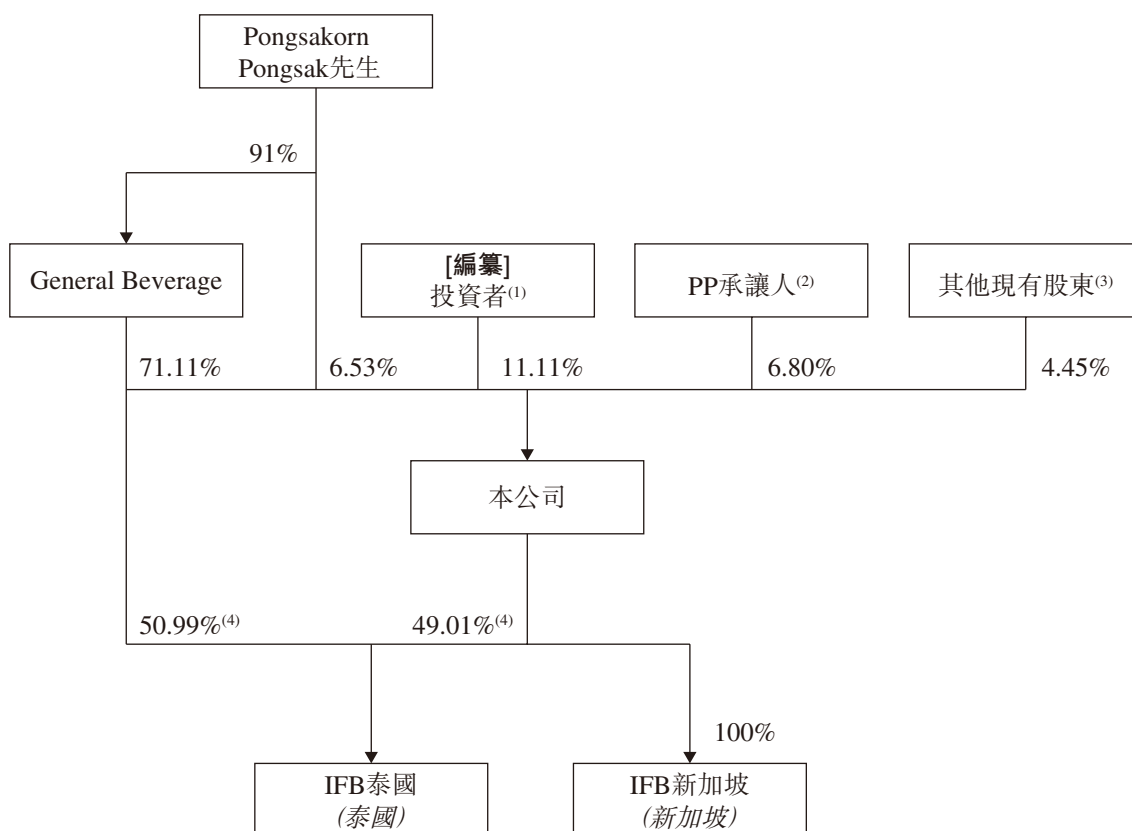 Pongsakorn
Pongsak先生
91%
General Beverage
[編纂]
投資者(1)
PP承讓人(2)
其他現有股東(3)
71.11%
6.53%
11.11%
6.80%
4.45%
本公司
50.99%(4)
49.01%(4)
100%
IFB泰國
(泰國)
IFB新加坡
(新加坡)